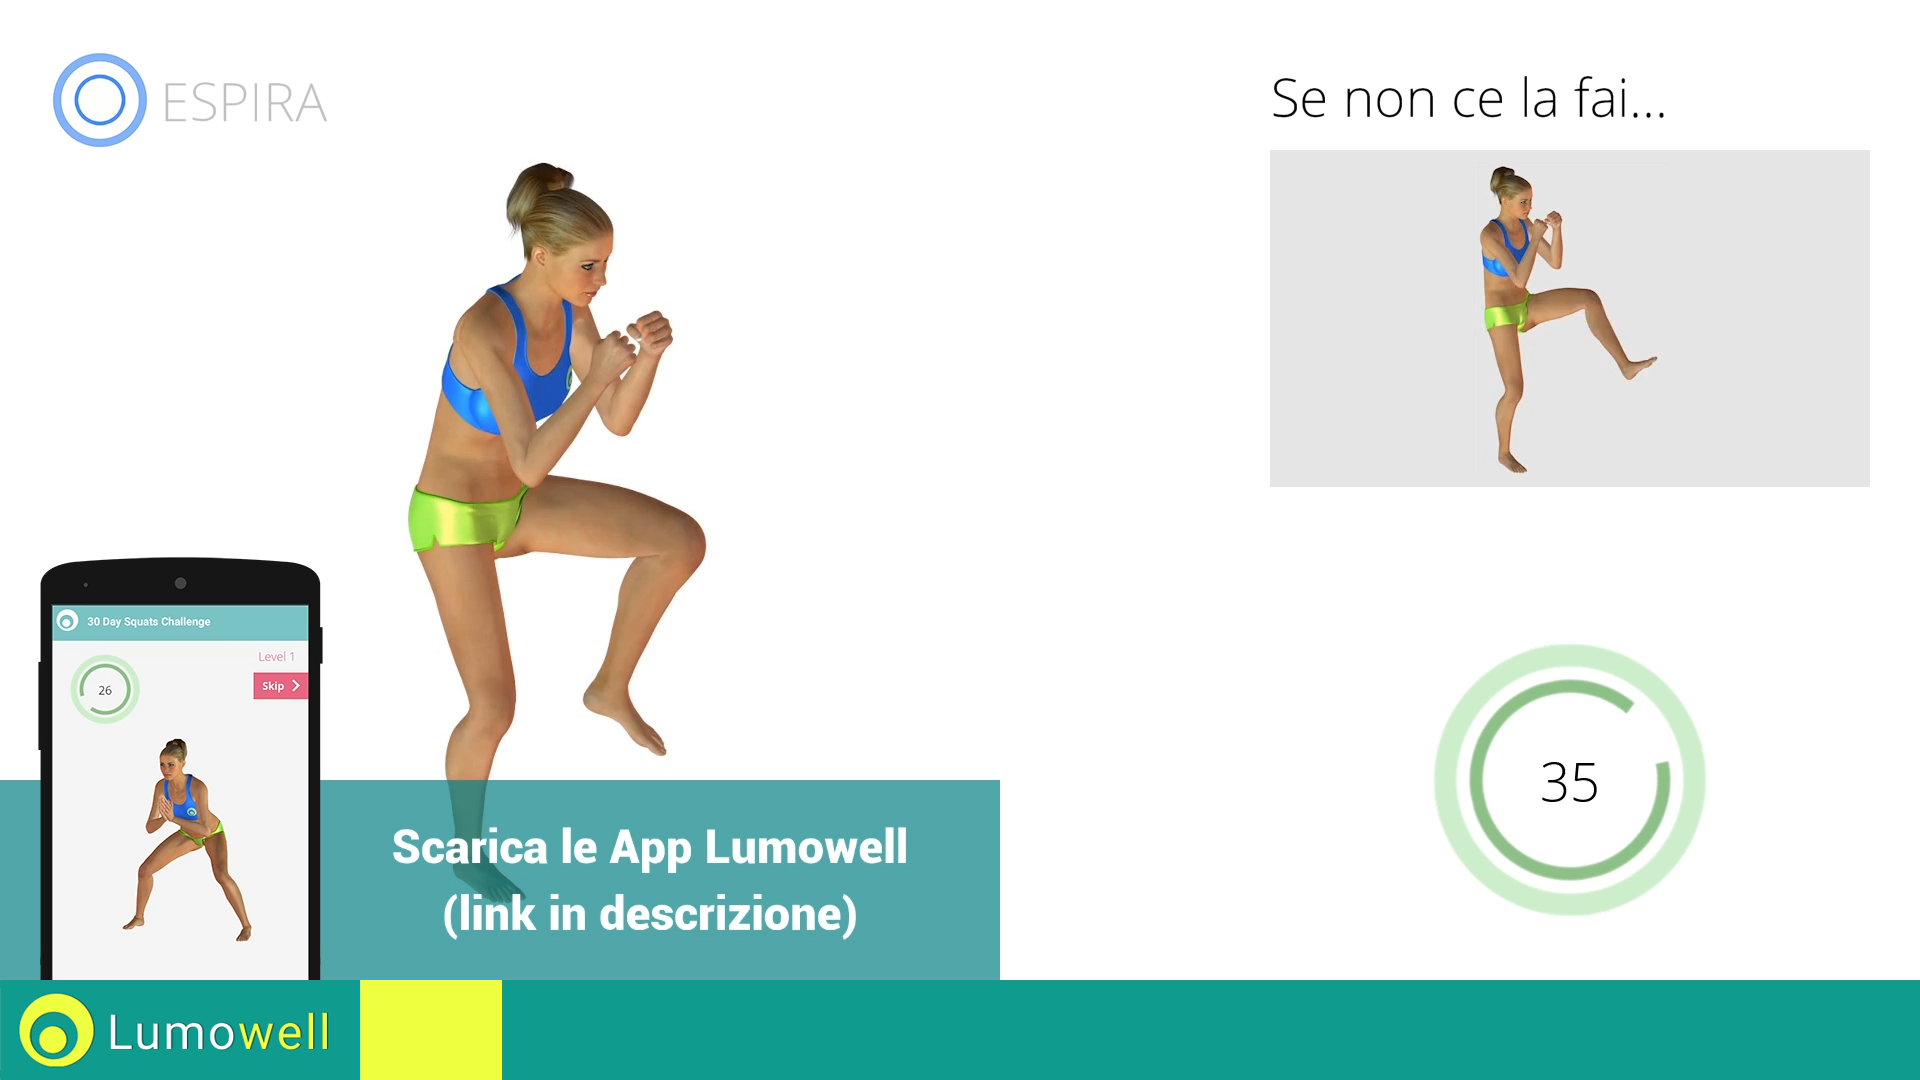 ESPIRA
Se non ce la fai...
30 Day Squats Challenge
Level 1
26
Skip
35
Scarica le App Lumowell
(link in descrizione)
Lumowell